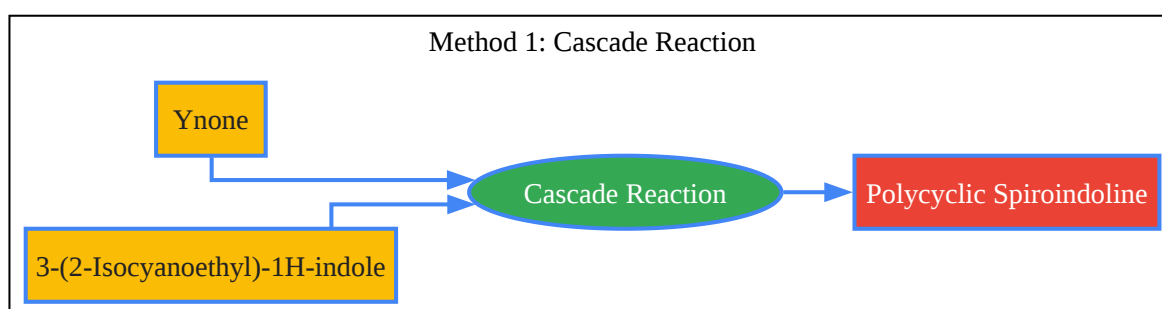 Method 1: Cascade Reaction
Ynone
Cascade Reaction
Polycyclic Spiroindoline
3-(2-Isocyanoethyl)-1H-indole